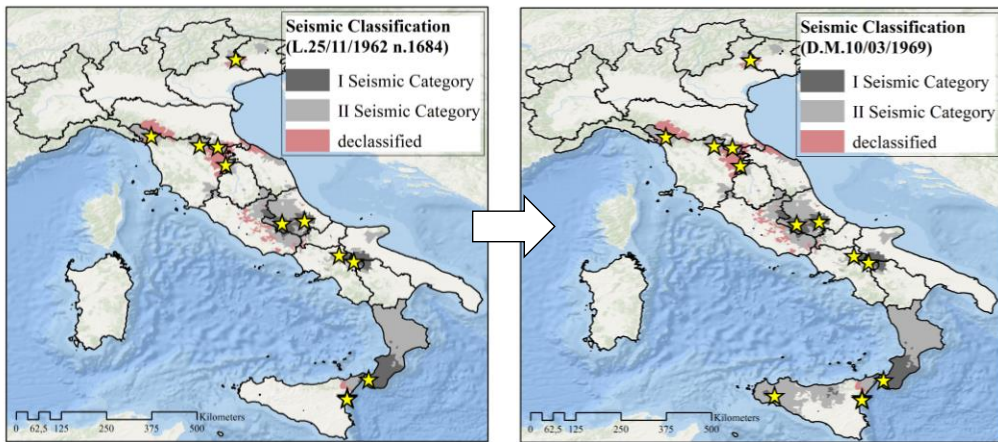 Seismic Classification
(L.25/11/1962 n.1684)
I Seismic Category
II Seismic Category
declassified
Kilometers
0 62,5 125 250 375 500
Seismic Classification
(D.M.10/03/1969)
I Seismic Category
II Seismic Category
declassified
Kilometers
0 62,5 125 250 375 500